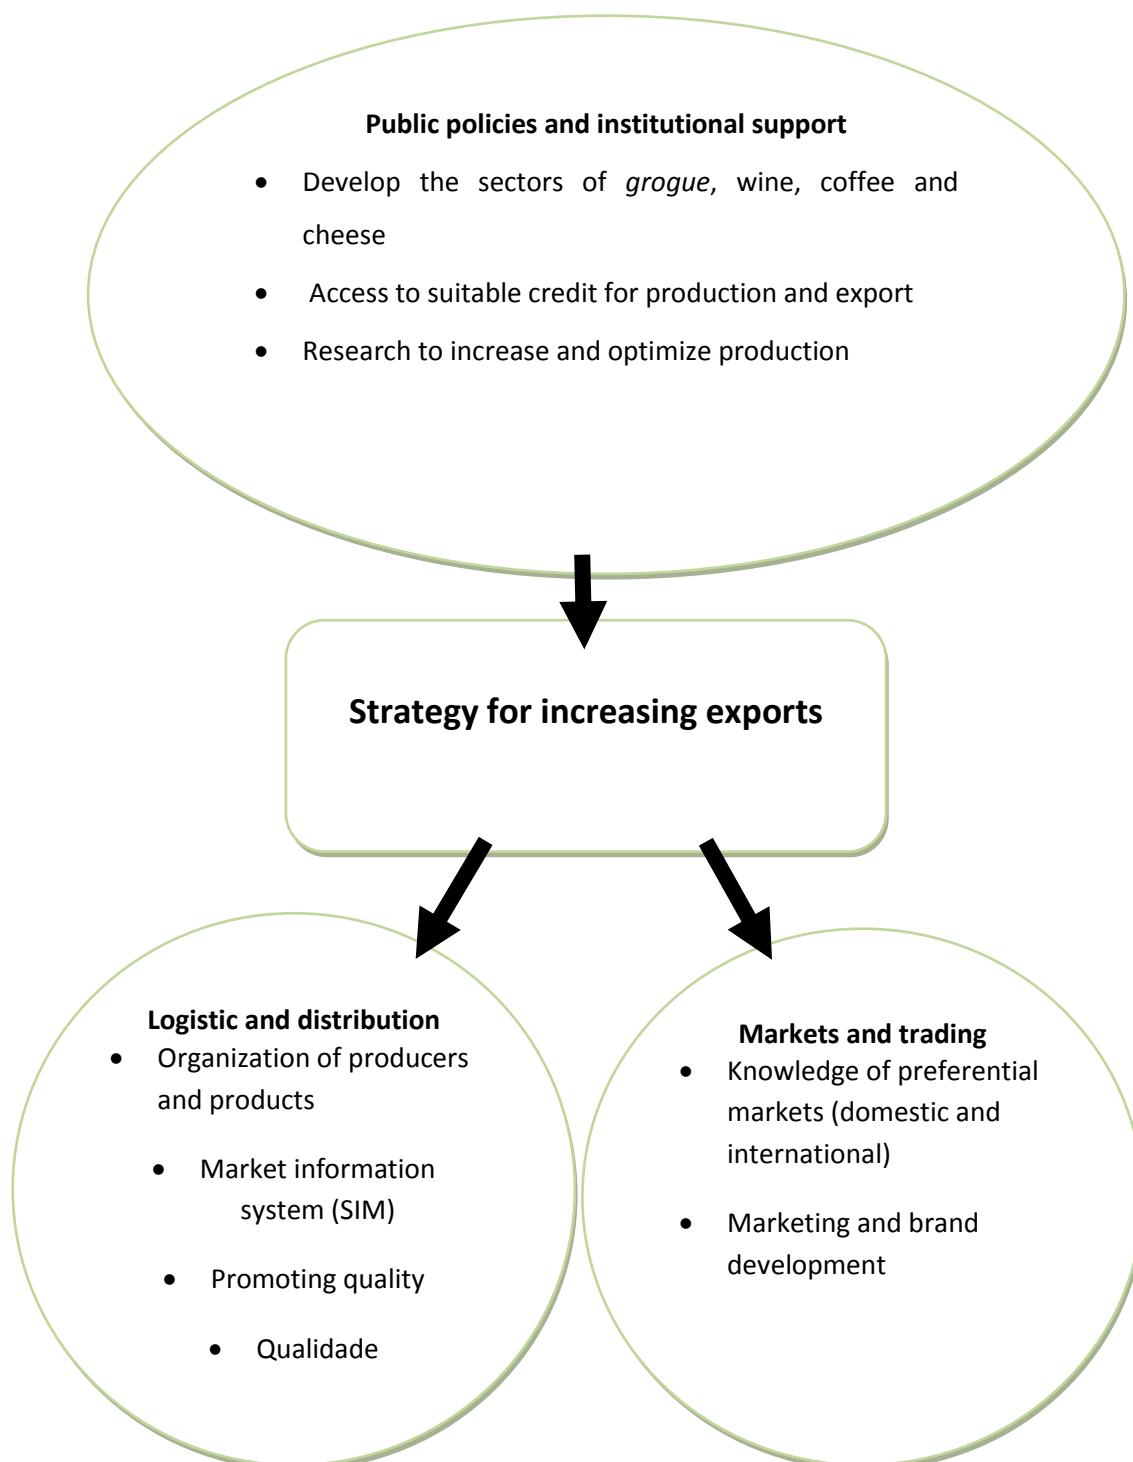 Public policies and institutional support
• Develop the sectors of grogue, wine, coffee and
cheese
• Access to suitable credit for production and export
• Research to increase and optimize production
Strategy for increasing exports
Logistic and distribution
• Organization of producers
and products
• Market information
system (SIM)
• Promoting quality
• Qualidade
Markets and trading
• Knowledge of preferential
markets (domestic and
international)
• Marketing and brand
development